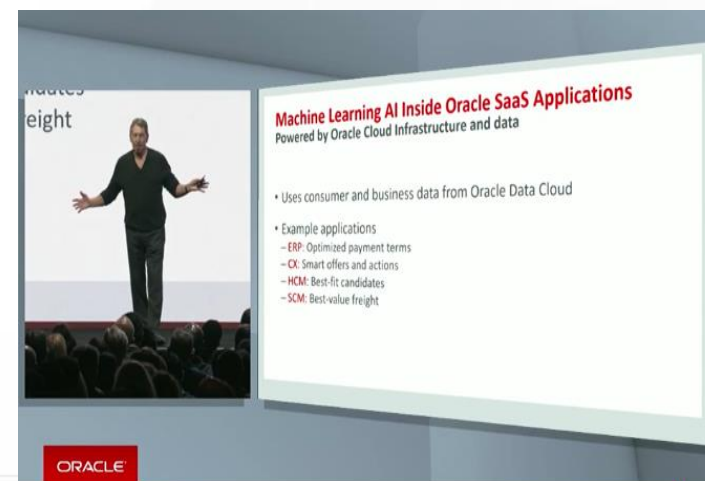 eight
Machine Learning AI Inside Oracle SaaS Applications
Powered by Oracle Cloud Infrastructure and data
• Uses consumer and business data from Oracle Data Cloud
• Example applications
– ERP: Optimized payment terms
– CX: Smart offers and actions
– HCM: Best-fit candidates
– SCM: Best-value freight
ORACLE